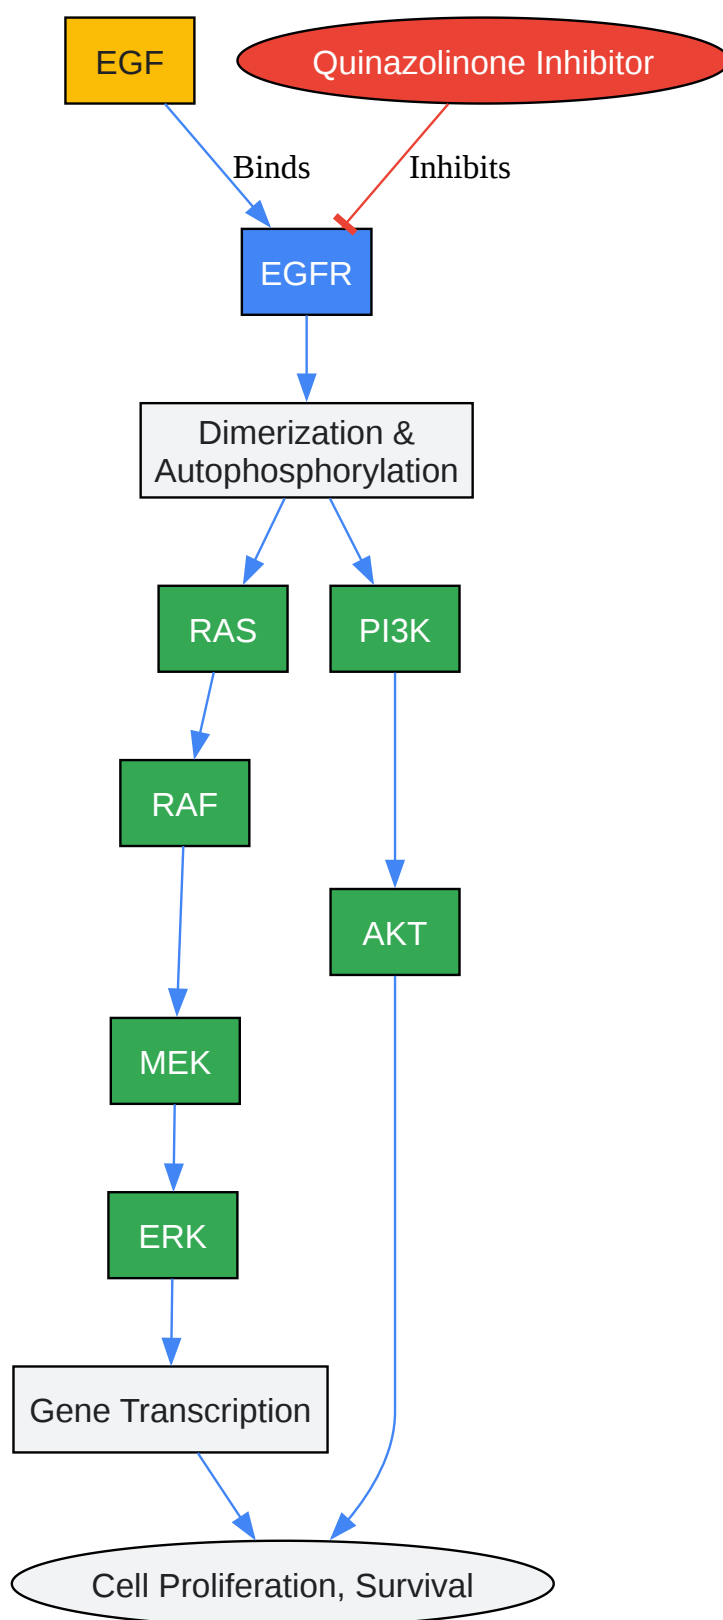 EGF
Quinazolinone Inhibitor
Binds
Inhibits
EGFR
Dimerization &
Autophosphorylation
RAS
PI3K
RAF
AKT
MEK
ERK
Gene Transcription
Cell Proliferation, Survival